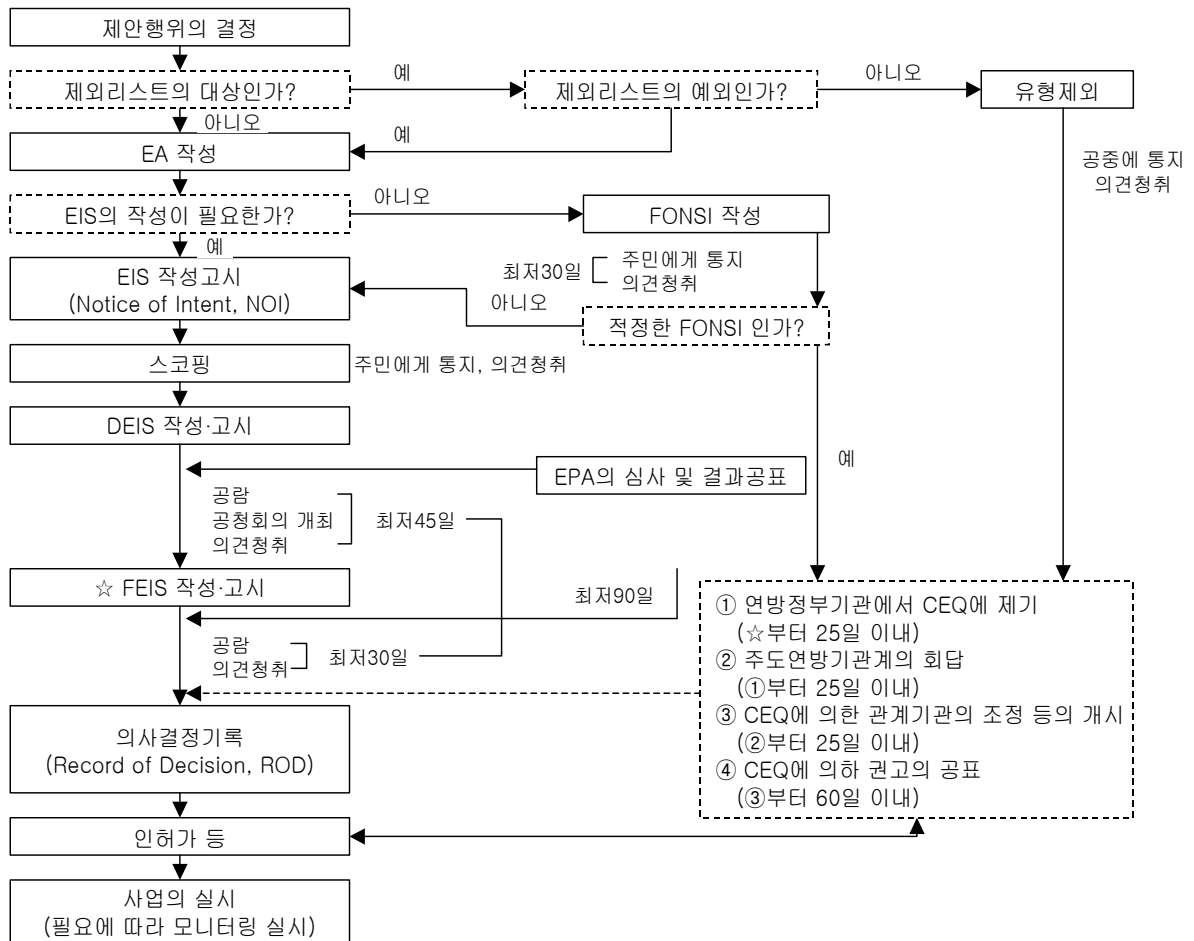 제안행위의 결정
제외리스트의 대상인가?
예
제외리스트의 예외인가?
아니오
유형제외
아니오
예
EA 작성
공중에 통지
의견청취
EIS의 작성이 필요한가?
아니오
FONSI 작성
예
EIS 작성고시
(Notice of Intent, NOI)
최저30일
주민에게 통지
의견청취
아니오
적정한 FONSI 인가?
스코핑
주민에게 통지, 의견청취
DEIS 작성·고시
예
EPA의 심사 및 결과공표
공람
공청회의 개최
의견청취
최저45일
☆ FEIS 작성·고시
최저90일
공람
의견청취
최저30일
① 연방정부기관에서 CEQ에 제기
(☆부터 25일 이내)
② 주도연방기관계의 회답
(①부터 25일 이내)
③ CEQ에 의한 관계기관의 조정 등의 개시
(②부터 25일 이내)
④ CEQ에 의하 권고의 공표
(③부터 60일 이내)
의사결정기록
(Record of Decision, ROD)
인허가 등
사업의 실시
(필요에 따라 모니터링 실시)